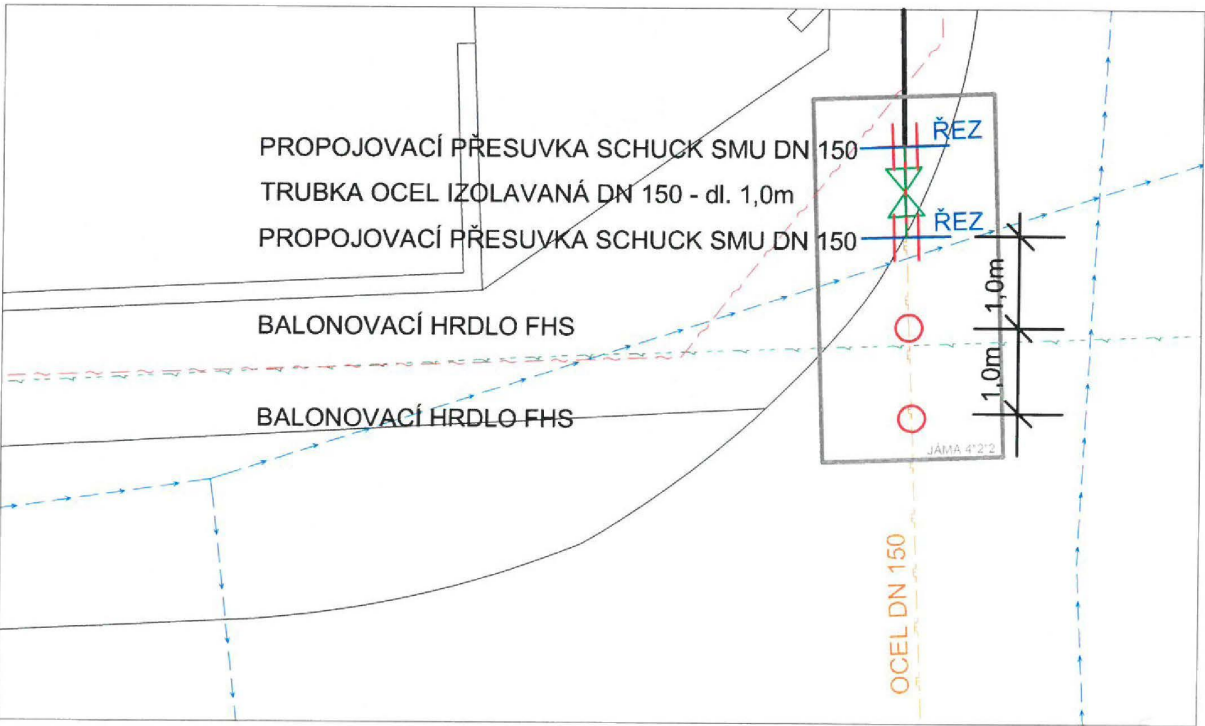 PROPOJOVACÍ PŘESUVKA SCHUCK SMU DN 150
ŘEZ
TRUBKA OCEL IZOLAVANÁ DN 150 - dl. 1,0m
PROPOJOVACÍ PŘESUVKA SCHUCK SMU DN 150
ŘEZ
1,0m
BALONOVACÍ HRDLO FHS
1,0m
BALONOVACÍ HRDLO FHS
JÁMA 4*2*2
OCEL DN 150